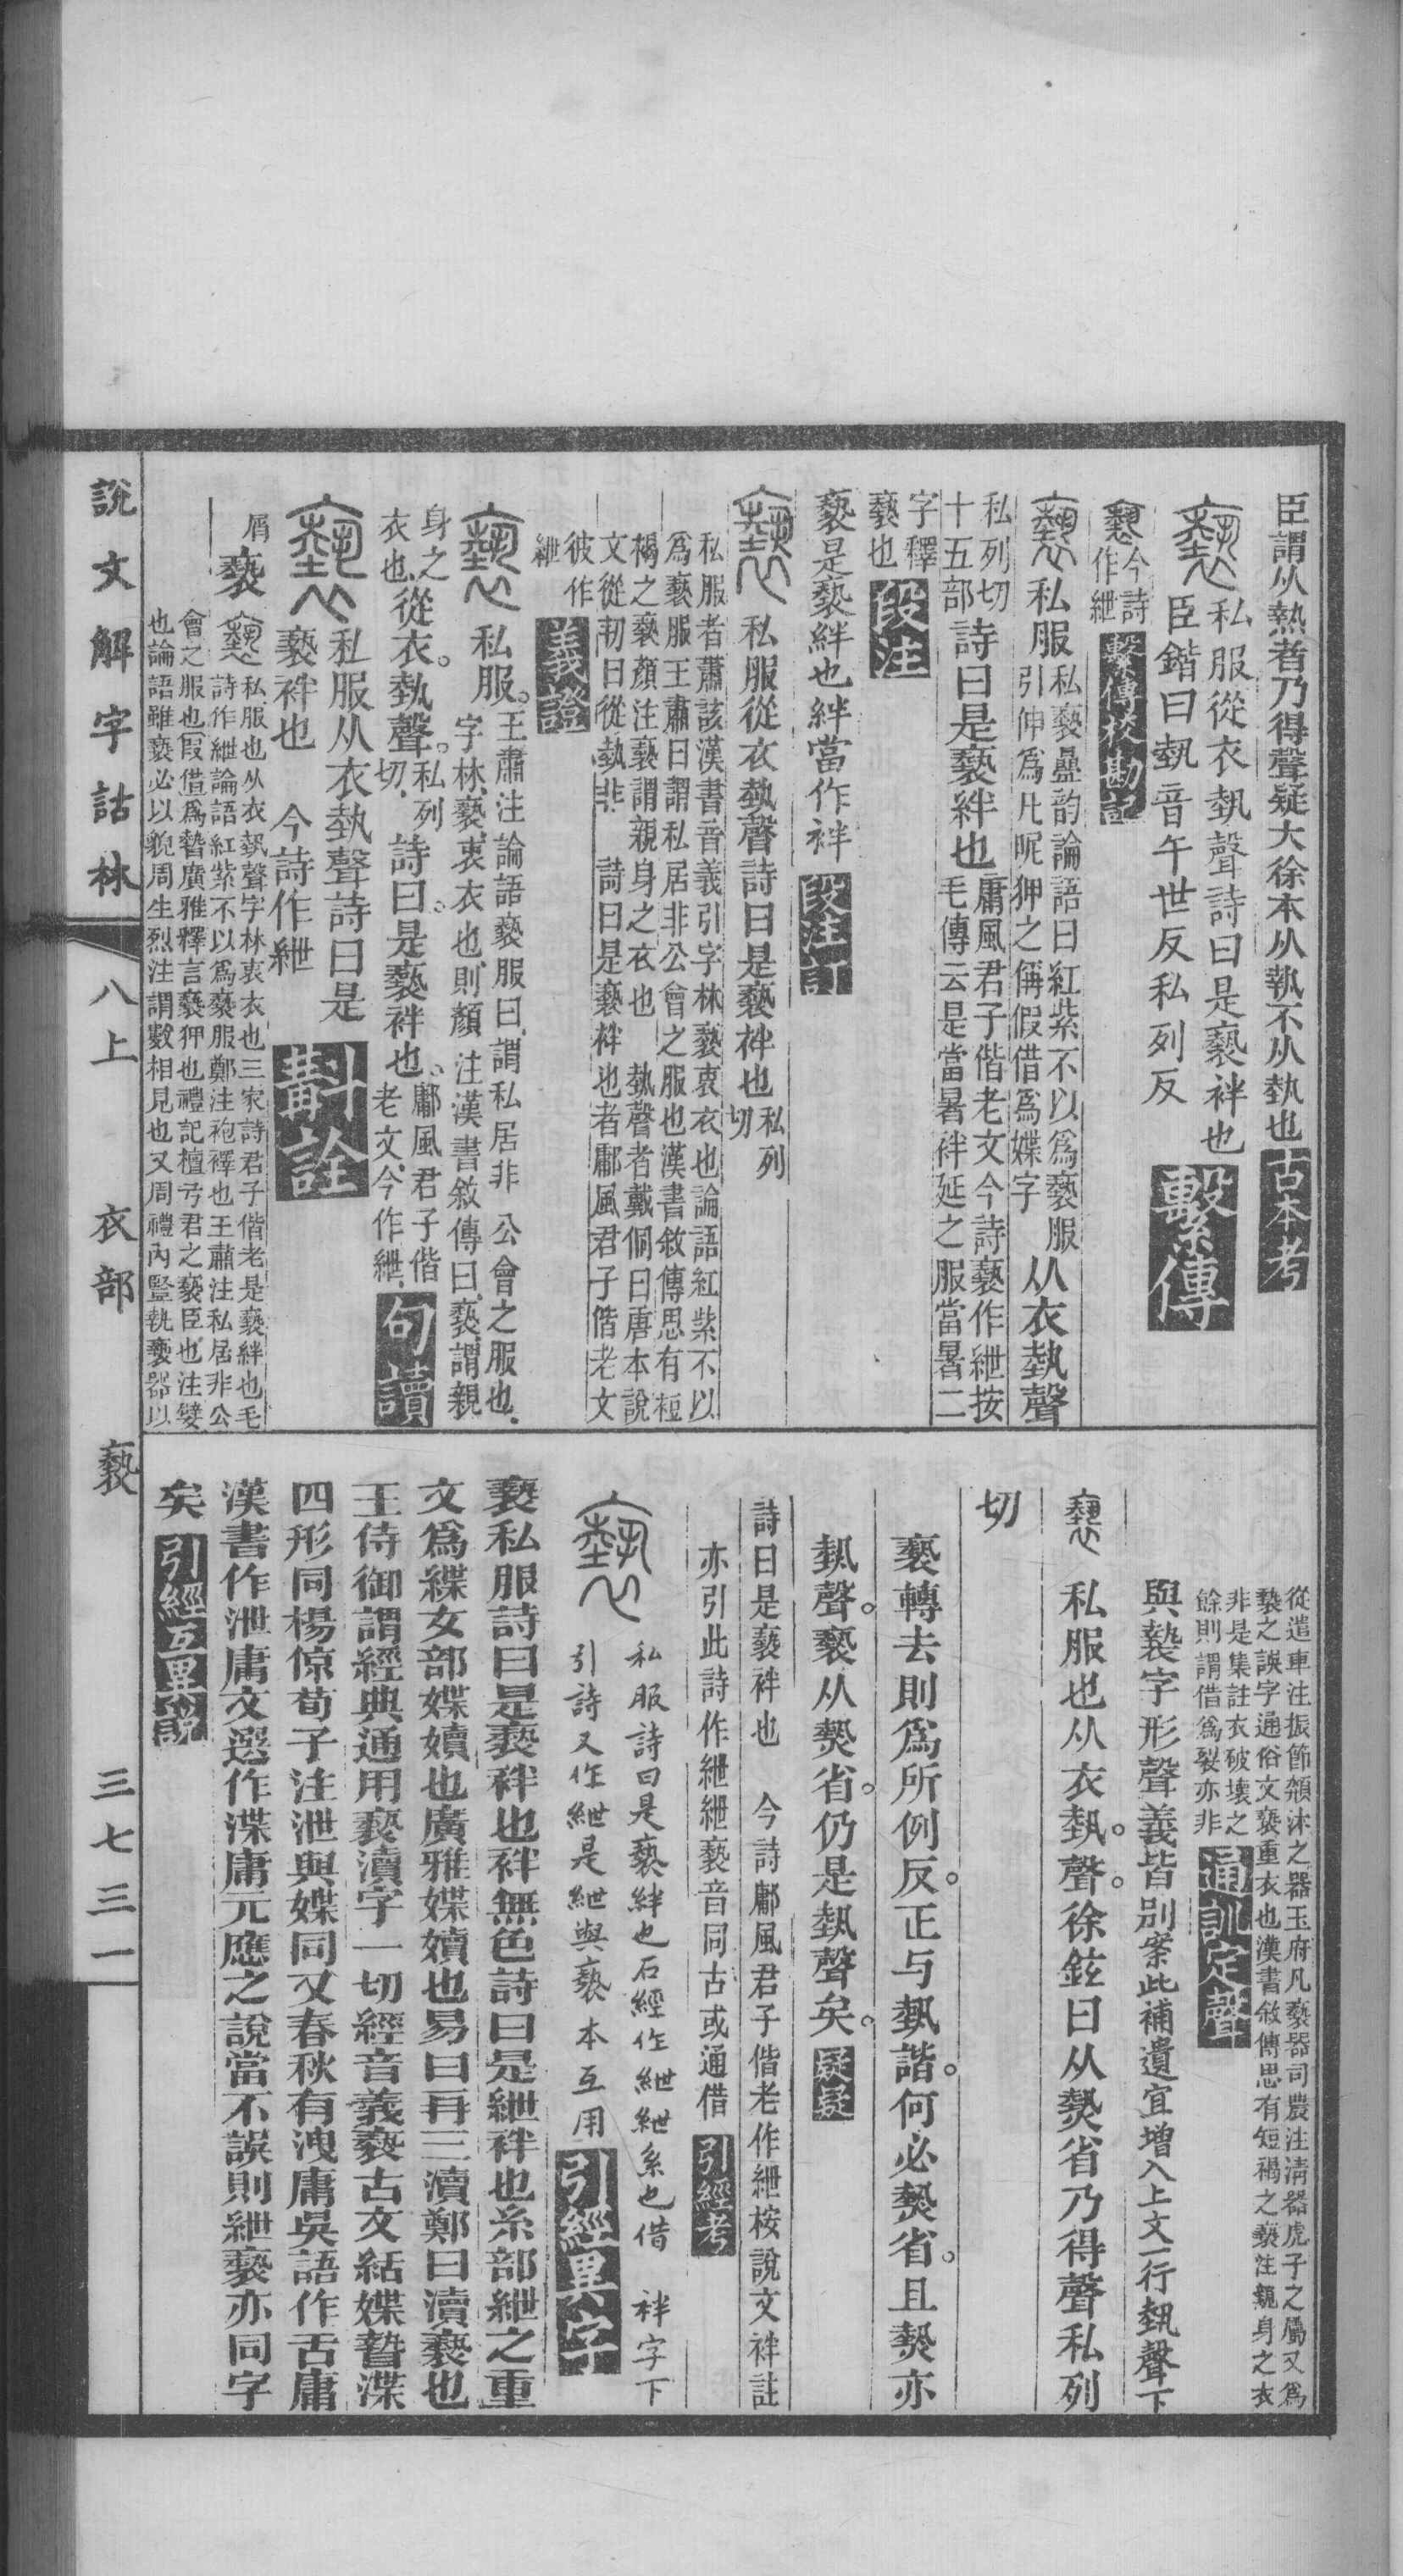 臣謂从熱者乃得聲疑大徐本从執不从埶也古本考
私服從衣埶聲詩曰是褻袢也
臣鍇曰埶音午世反私列反
繫傳
今詩作紲
繫傳校勘記
私服私褻疊韵論語曰紅紫不以爲褻服
引伸爲凡昵狎之偁假借爲媟字
从衣埶聲
私列切十五部
詩曰是褻絆也
庸風君子偕老文今詩褻作紲按
毛傳云是當暑袢延之服當暑二
字釋褻也
段注
褻是褻絆也絆當作袢
段注訂
私服從衣埶聲詩曰是褻袢也私列切
私服者蕭該漢書音義引字林褻衷衣也論語紅紫不以
爲褻服王肅曰謂私居非公會之服也漢書敘傳思有裋
褐之褻顏注褻謂親身之衣也 埶聲者戴侗曰唐本說
文從𠛎曰從埶非 詩曰是褻袢也者鄘風君子偕老文
彼作紲
義證
私服。王肅注論語褻服曰、謂私居非公會之服也、
字林、褻、衷衣也、則顏注漢書敘傳曰、褻、謂親
身之衣也、從衣。埶聲。私列切、詩曰。是褻袢也、鄘風君子偕
老文、今作紲、
句讀
私服从衣埶聲詩曰是
褻袢也 今詩作紲
斠詮
屑 褻
私服也从衣埶聲字林衷衣也三家詩君子偕老是褻絆也毛
詩作紲論語紅紫不以爲褻服鄭注袍襗也王肅注私居非公
會之服也〔假借〕爲暬廣雅釋言褻狎也禮記檀弓君之褻臣也注嬖
也論語雖褻必以貌周生烈注謂數相見也又周禮內豎執褻器以
從遣車注振飾頮沐之器玉府凡褻器司農注清器虎子之屬又爲
褺之誤字通俗文褻重衣也漢書敘傳思有短褐之褻注親身之衣
非是集註衣破壞之
餘則謂借爲裂亦非
通訓定聲
與褺字形聲義皆別案此補遺宜增入上文一行埶聲下
私服也从衣埶。聲。徐鉉曰从熱省乃得聲私列
切
褻轉去則爲所例反。正与埶諧。何必熱省。且熱亦
埶聲。褻从熱省。仍是埶聲矣。疑疑
詩曰是褻袢也 今詩鄘風君子偕老作紲桉說文袢註
亦引此詩作紲紲褻音同古或通借
引經考
私服詩曰是褻絆也石經作紲紲系也借 袢字下
引詩又作紲是紲與褻本互用
引經異字
褻私服詩曰是褻袢也袢無色詩曰是紲袢也糸部紲之重
文爲緤女部媟嬻也廣雅媟嬻也易曰再三瀆鄭曰瀆褻也
王侍御謂經典通用褻瀆字一切經音義褻古文結媟暬渫
四形同楊倞荀子注泄與媟同又春秋有洩庸吳語作舌庸
漢書作泄庸文選作渫庸元應之說當不誤則紲褻亦同字
矣
引經互異說
說文解字詁林 八上 衣部 褻 三七三一